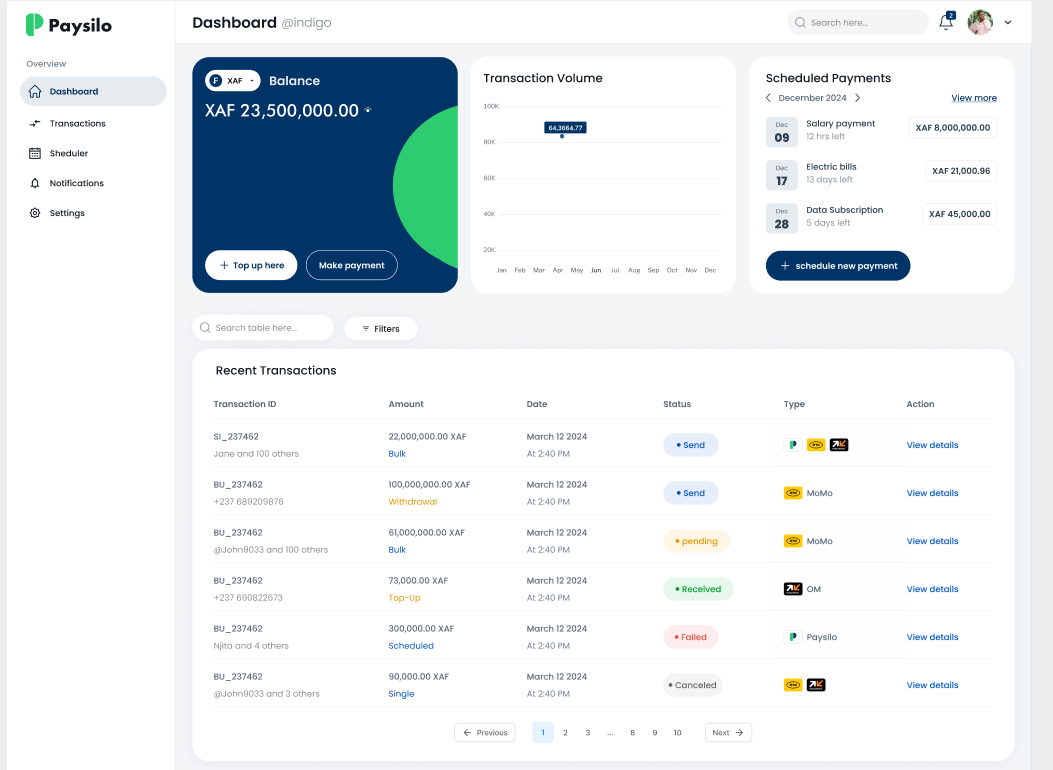 Paysilo
Overview
Dashboard
Transactions
Sheduler
Notifications
Settings
Dashboard @indigo
Search here...
2
F XAF Balance
XAF 23,500,000.00
+ Top up here
Make payment
Transaction Volume
100K
80K
60K
40K
20K
64,3664.77
Jan Feb Mar Apr May Jun Jul Aug Sep Oct Nov Dec
Scheduled Payments
December 2024
View more
Dec
09
Salary payment
12 hrs left
XAF 8,000,000.00
Dec
17
Electric bills
13 days left
XAF 21,000.96
Dec
28
Data Subscription
5 days left
XAF 45,000.00
+ schedule new payment
Search table here...
Filters
Recent Transactions
Transaction ID Amount Date Status Type Action
SI_237462 22,000,000.00 XAF March 12 2024
Jane and 100 others Bulk At 2:40 PM
Send
View details
BU_237462 100,000,000.00 XAF March 12 2024
+237 689209876 Withdrawal At 2:40 PM
Send
MoMo
View details
BU_237462 61,000,000.00 XAF March 12 2024
@John9033 and 100 others Bulk At 2:40 PM
pending
MoMo
View details
BU_237462 73,000.00 XAF March 12 2024
+237 690822673 Top-Up At 2:40 PM
Received
OM
View details
BU_237462 300,000.00 XAF March 12 2024
Njita and 4 others Scheduled At 2:40 PM
Failed
Paysilo
View details
BU_237462 90,000.00 XAF March 12 2024
@John9033 and 3 others Single At 2:40 PM
Canceled
View details
Previous 1 2 3 ... 8 9 10 Next